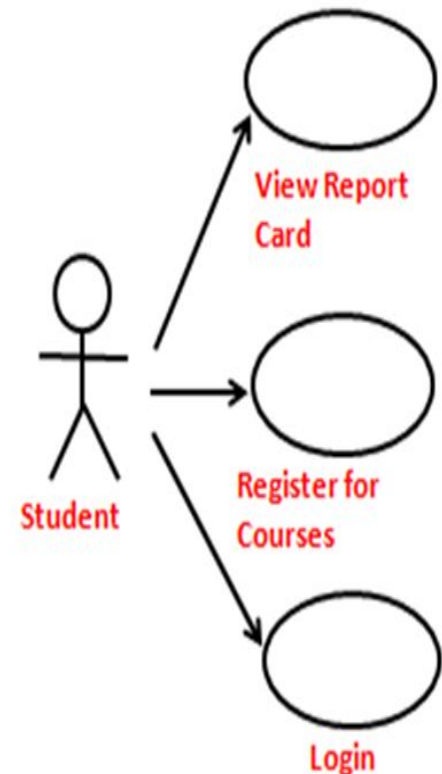 View Report
Card
Student
Register for
Courses
Login